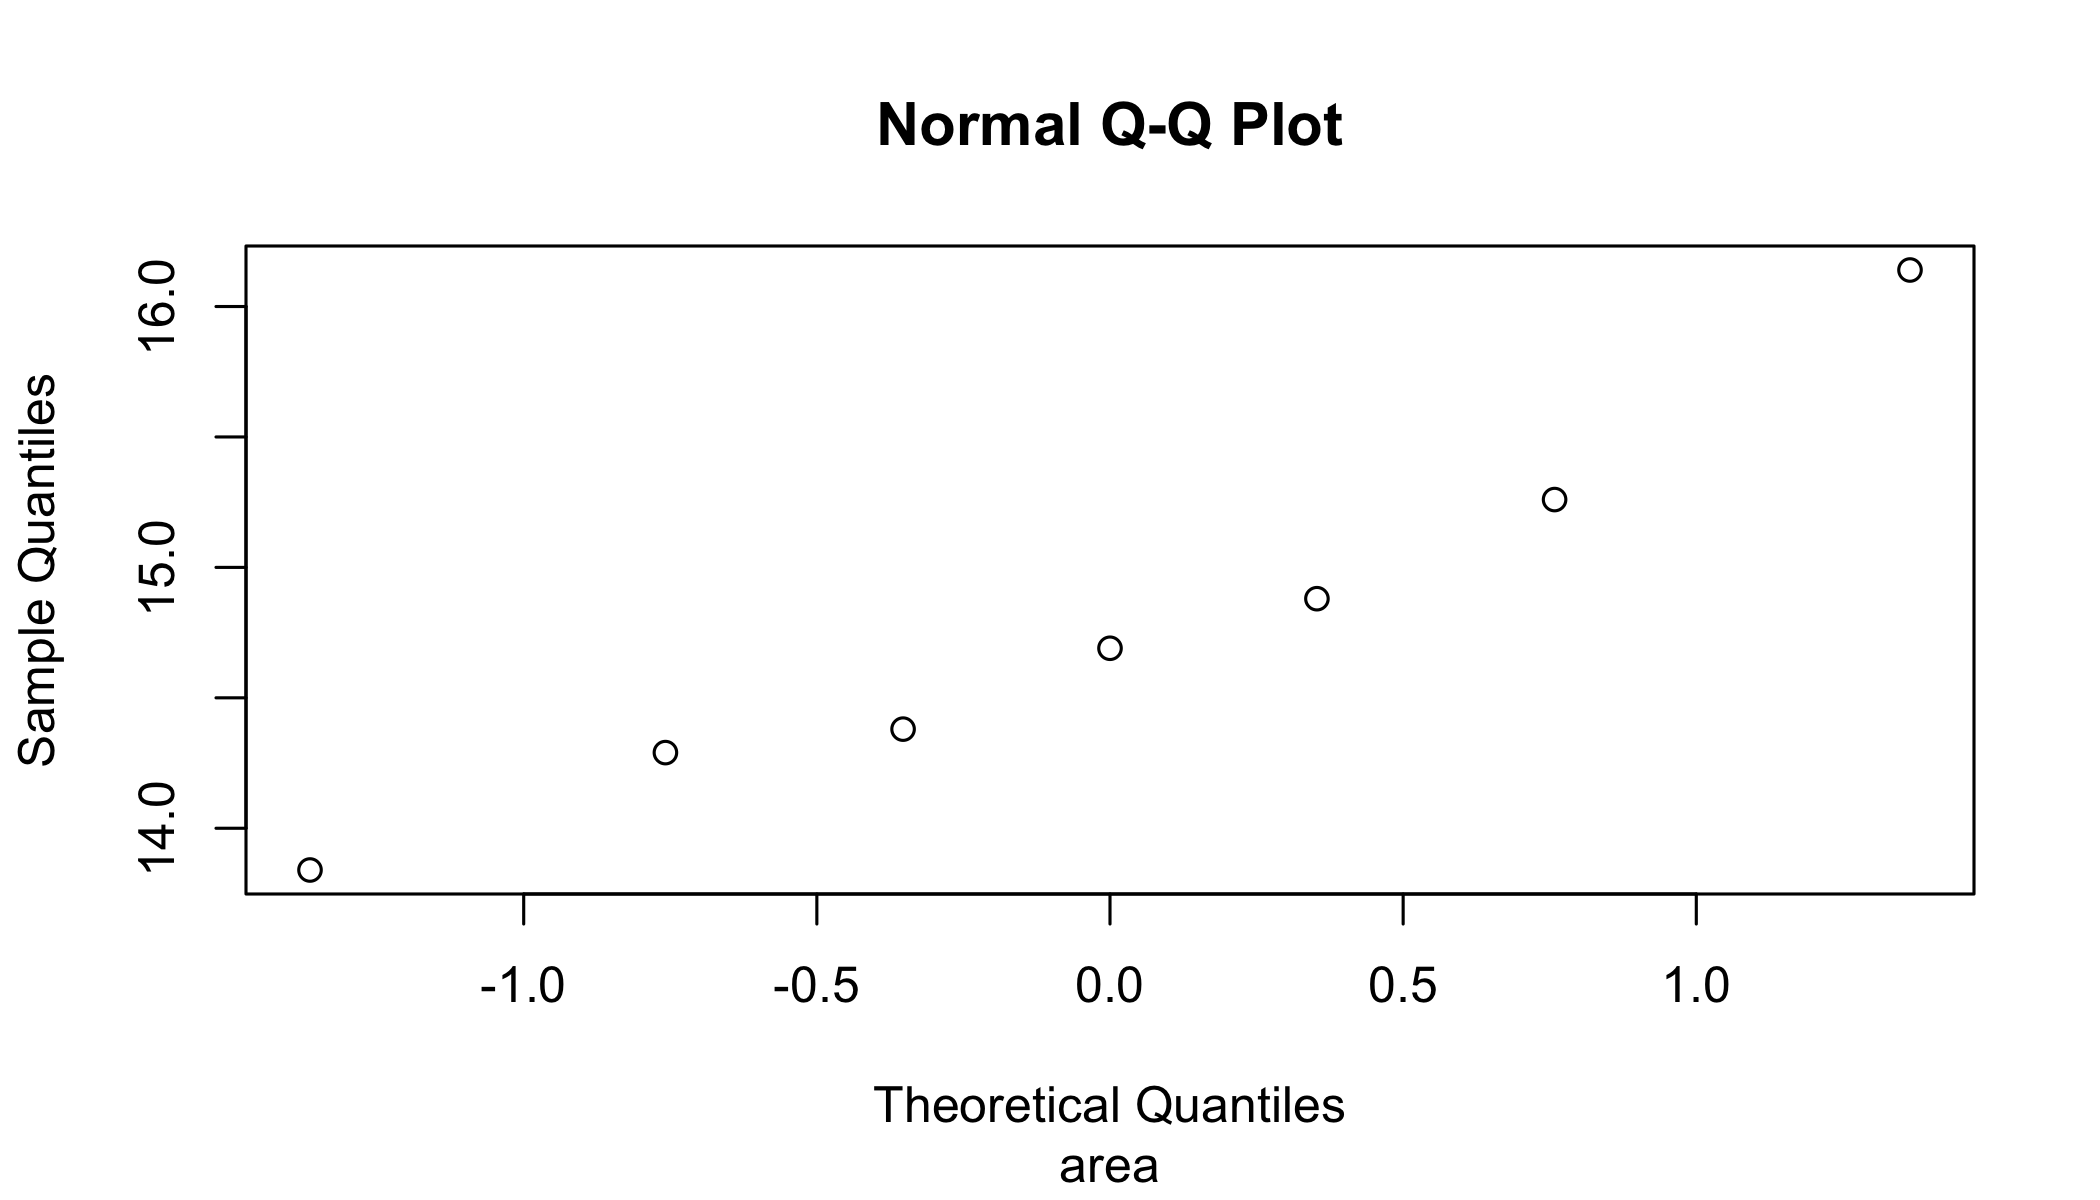 Normal Q-Q Plot
Sample Quantiles
16.0
15.0
14.0
-1.0 -0.5 0.0 0.5 1.0
Theoretical Quantiles
area